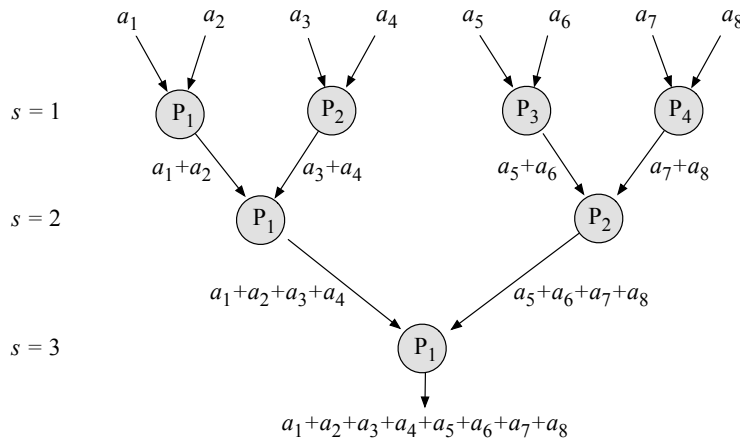 a₁ a₂ a₃ a₄ a₅ a₆ a₇ a₈
s = 1 P₁ P₂ P₃ P₄
a₁+a₂ a₃+a₄ a₅+a₆ a₇+a₈
s = 2 P₁ P₂
a₁+a₂+a₃+a₄ a₅+a₆+a₇+a₈
s = 3 P₁
a₁+a₂+a₃+a₄+a₅+a₆+a₇+a₈